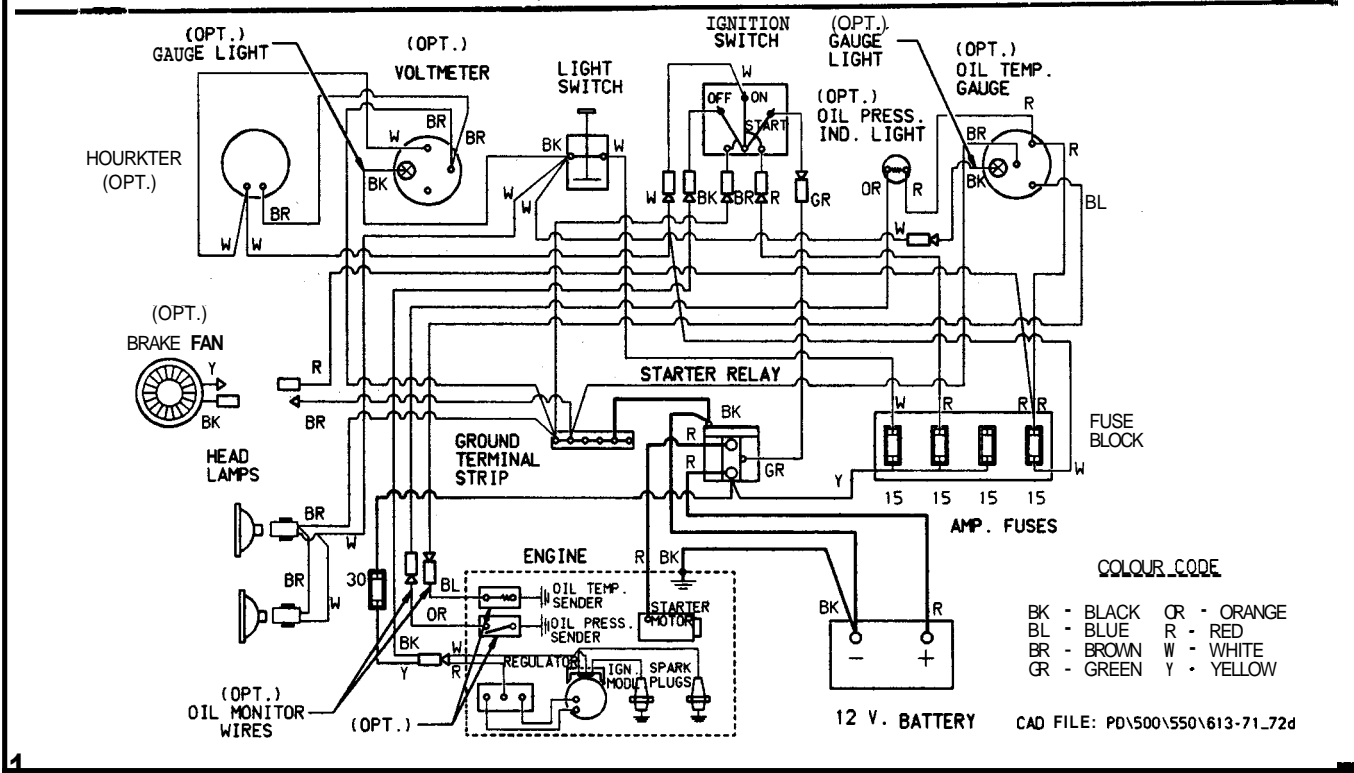 (OPT.)
GAUGE LIGHT
(OPT.)
VOLTMETER
LIGHT
SWITCH
IGNITION
SWITCH
(OPT.)
GAUGE
LIGHT
(OPT.)
OIL TEMP.
GAUGE
OFF
ON
START
W
(OPT.)
OIL PRESS.
IND. LIGHT
HOURKTER
(OPT.)
BR
BR
W
BK
BK
W
BR
W
W
W
W
W
BK
BR
R
GR
OR
R
W
BR
BK
R
R
BL
(OPT.)
BRAKE FAN
Y
BK
R
BR
STARTER RELAY
BK
R
R
GR
W
R
R
R
FUSE
BLOCK
Y
W
15
15
15
15
AMP. FUSES
GROUND
TERMINAL
STRIP
HEAD
LAMPS
BR
W
BR
W
30
ENGINE
BL
OR
BK
Y
W
R
OIL TEMP.
SENDER
OIL PRESS.
SENDER
REGULATOR
IGN.
MODL
SPARK
PLUGS
STARTER
MOTOR
R
BK
BK
R
-
+
12 V. BATTERY
(OPT.)
OIL MONITOR
WIRES
(OPT.)
COLOUR CODE
BK - BLACK OR - ORANGE
BL - BLUE R - RED
BR - BROWN W - WHITE
GR - GREEN Y - YELLOW
CAD FILE: PD\500\550\613-71_72d
1